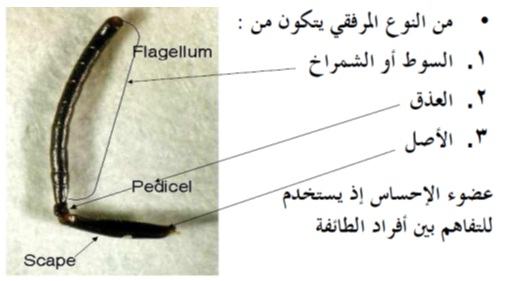 • من النوع المرفقي يتكون من :
١. السوط أو الشمراخ
٢. العذق
٣. الأصل
عضوء الإحساس إذ يستخدم
للتفاهم بين أفراد الطائفة
Flagellum
Pedicel
Scape